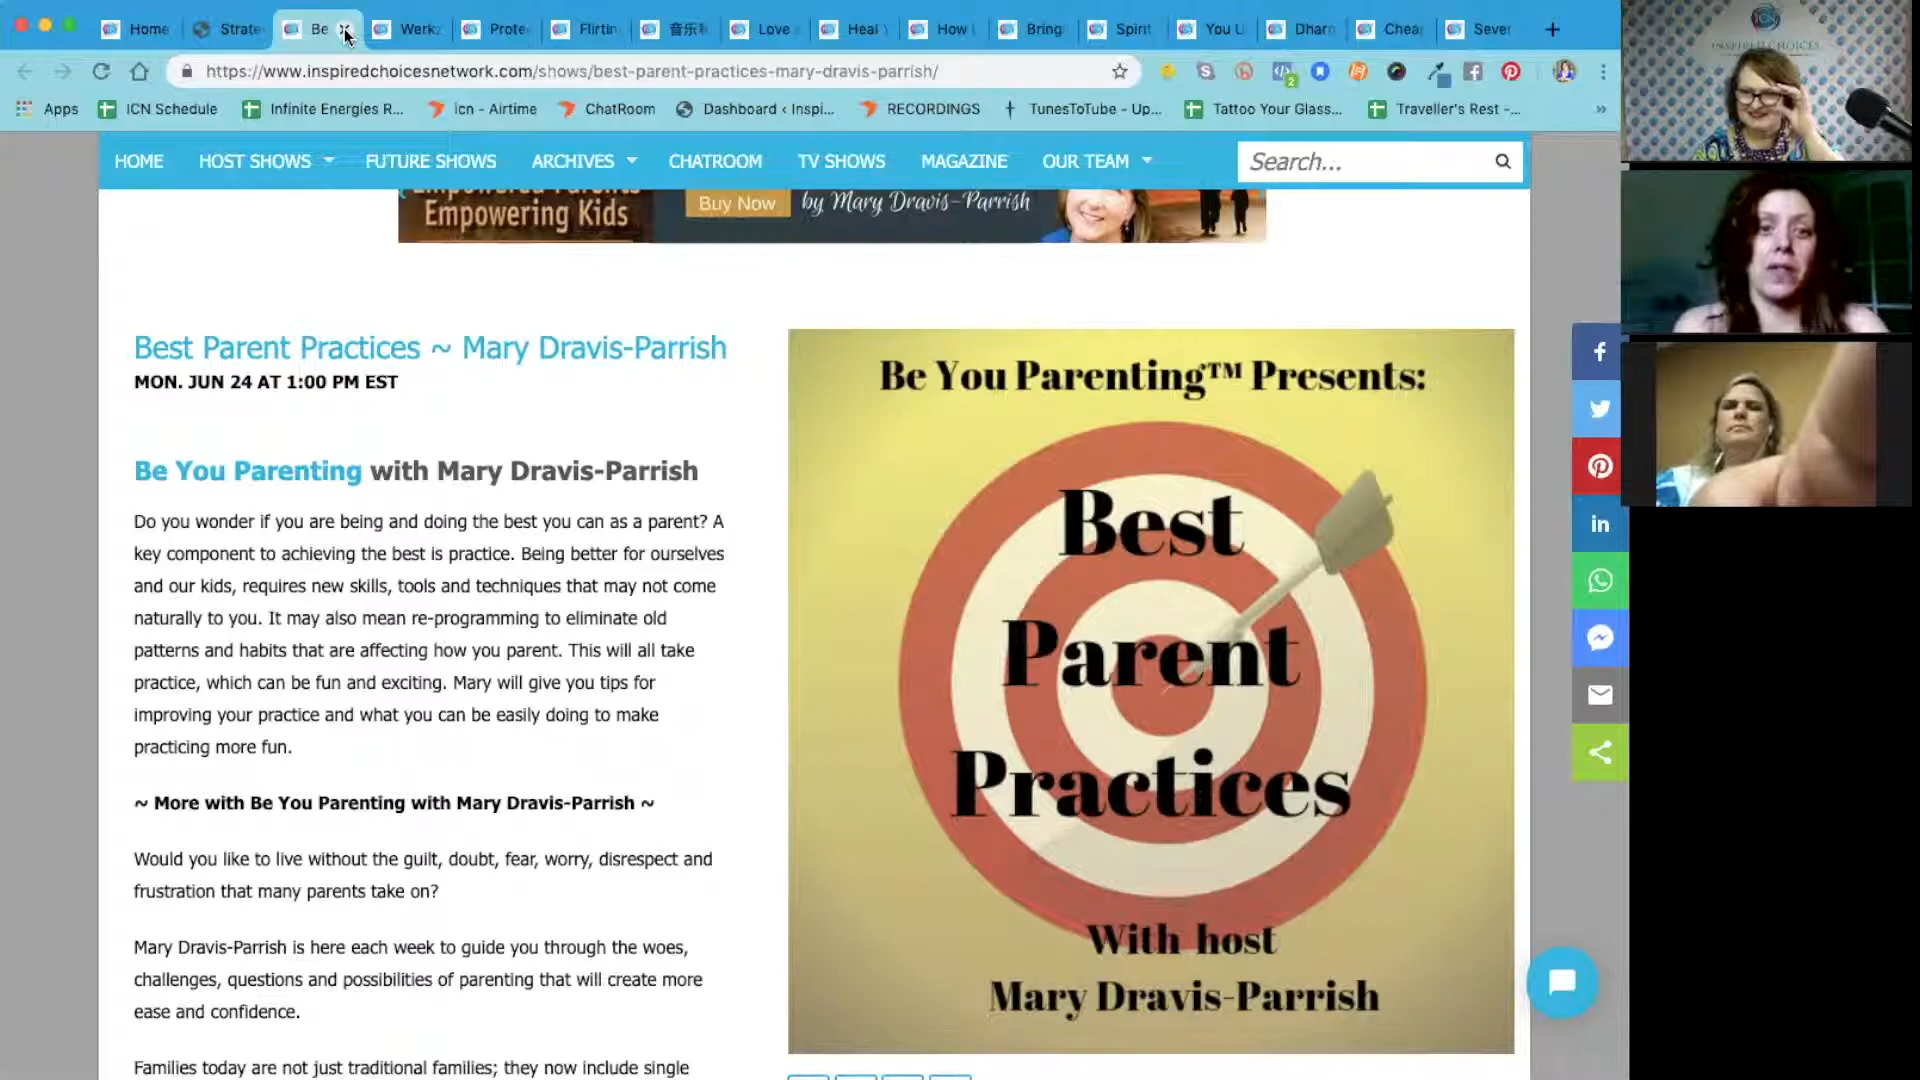 Home
Strate
Be
Werk
Prote
Flirtin
音乐
Love
Heal
How
Bring
Spirit
You
Dharm
Chea
Sever
https://www.inspiredchoicesnetwork.com/shows/best-parent-practices-mary-dravis-parrish/
Apps
ICN Schedule
Infinite Energies R...
icn - Airtime
ChatRoom
Dashboard ‹ Inspi...
RECORDINGS
TunesToTube - Up...
Tattoo Your Glass...
Traveller's Rest -...
»
INSPIRED CHOICES
HOME
HOST SHOWS
FUTURE SHOWS
ARCHIVES
CHATROOM
TV SHOWS
MAGAZINE
OUR TEAM
Search...
Empowered Parents
Empowering Kids
Buy Now
by Mary Dravis-Parrish
Best Parent Practices ~ Mary Dravis-Parrish
MON. JUN 24 AT 1:00 PM EST
Be You Parenting with Mary Dravis-Parrish
Do you wonder if you are being and doing the best you can as a parent? A
key component to achieving the best is practice. Being better for ourselves
and our kids, requires new skills, tools and techniques that may not come
naturally to you. It may also mean re-programming to eliminate old
patterns and habits that are affecting how you parent. This will all take
practice, which can be fun and exciting. Mary will give you tips for
improving your practice and what you can be easily doing to make
practicing more fun.
~ More with Be You Parenting with Mary Dravis-Parrish ~
Would you like to live without the guilt, doubt, fear, worry, disrespect and
frustration that many parents take on?
Mary Dravis-Parrish is here each week to guide you through the woes,
challenges, questions and possibilities of parenting that will create more
ease and confidence.
Families today are not just traditional families; they now include single
Be You Parenting™ Presents:
Best
Parent
Practices
With host
Mary Dravis-Parrish